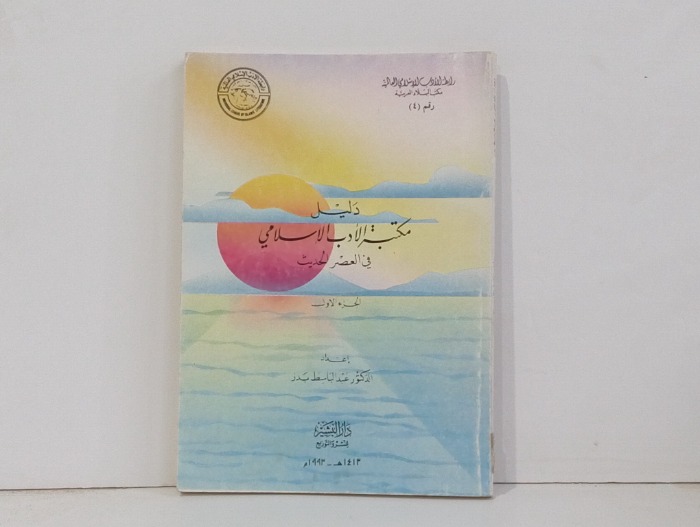 رابطة الأدب الإسلامي العالمية
مكتب البلاد العربية
رقم (٤)
دليل
مكتبة الأدب الإسلامي
في العصر الحديث
الجزء الأول
إعداد
الدكتور عبد الباسط بدر
دار البشير
للنشر والتوزيع
١٤١٣هـ - ١٩٩٣م